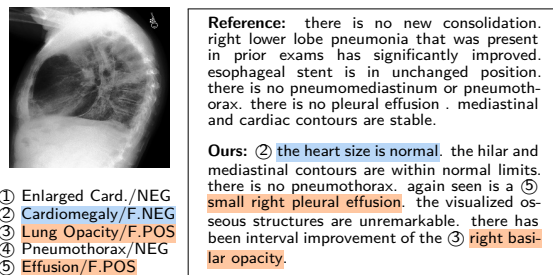 ① Enlarged Card./NEG
② Cardiomegaly/F.NEG
③ Lung Opacity/F.POS
④ Pneumothorax/NEG
⑤ Effusion/F.POS
Reference: there is no new consolidation.
right lower lobe pneumonia that was present
in prior exams has significantly improved.
esophageal stent is in unchanged position.
there is no pneumomediastinum or pneumoth-
orax. there is no pleural effusion . mediastinal
and cardiac contours are stable.
Ours: ② the heart size is normal. the hilar and
mediastinal contours are within normal limits.
there is no pneumothorax. again seen is a ⑤
small right pleural effusion. the visualized os-
seous structures are unremarkable. there has
been interval improvement of the ③ right basi-
lar opacity.